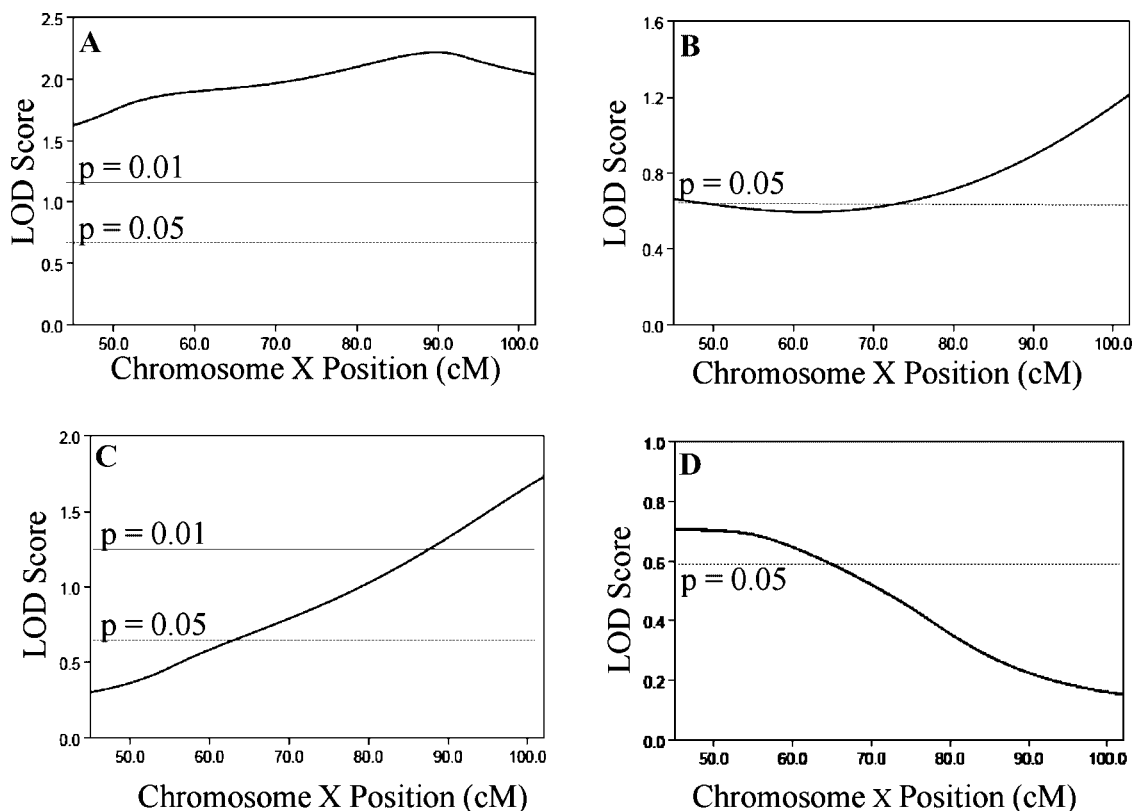 A
2.5
2.0
1.5
1.0
0.5
0.0
LOD Score
p = 0.01
p = 0.05
50.0 60.0 70.0 80.0 90.0 100.0
Chromosome X Position (cM)
B
1.6
1.2
0.8
0.4
0.0
LOD Score
p = 0.05
50.0 60.0 70.0 80.0 90.0 100.0
Chromosome X Position (cM)
C
2.0
1.5
1.0
0.5
0.0
LOD Score
p = 0.01
p = 0.05
50.0 60.0 70.0 80.0 90.0 100.0
Chromosome X Position (cM)
D
1.0
0.8
0.6
0.4
0.2
0.0
LOD Score
p = 0.05
50.0 60.0 70.0 80.0 90.0 100.0
Chromosome X Position (cM)